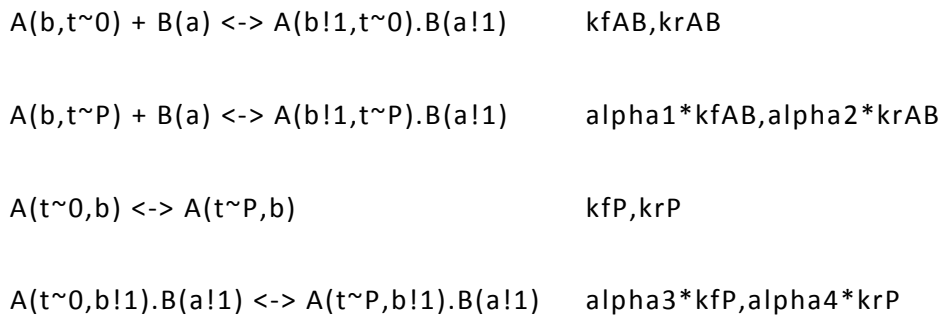 A(b,t~0) + B(a) <-> A(b!1,t~0).B(a!1) kfAB,krAB
A(b,t~P) + B(a) <-> A(b!1,t~P).B(a!1) alpha1*kfAB,alpha2*krAB
A(t~0,b) <-> A(t~P,b) kfP,krP
A(t~0,b!1).B(a!1) <-> A(t~P,b!1).B(a!1) alpha3*kfP,alpha4*krP